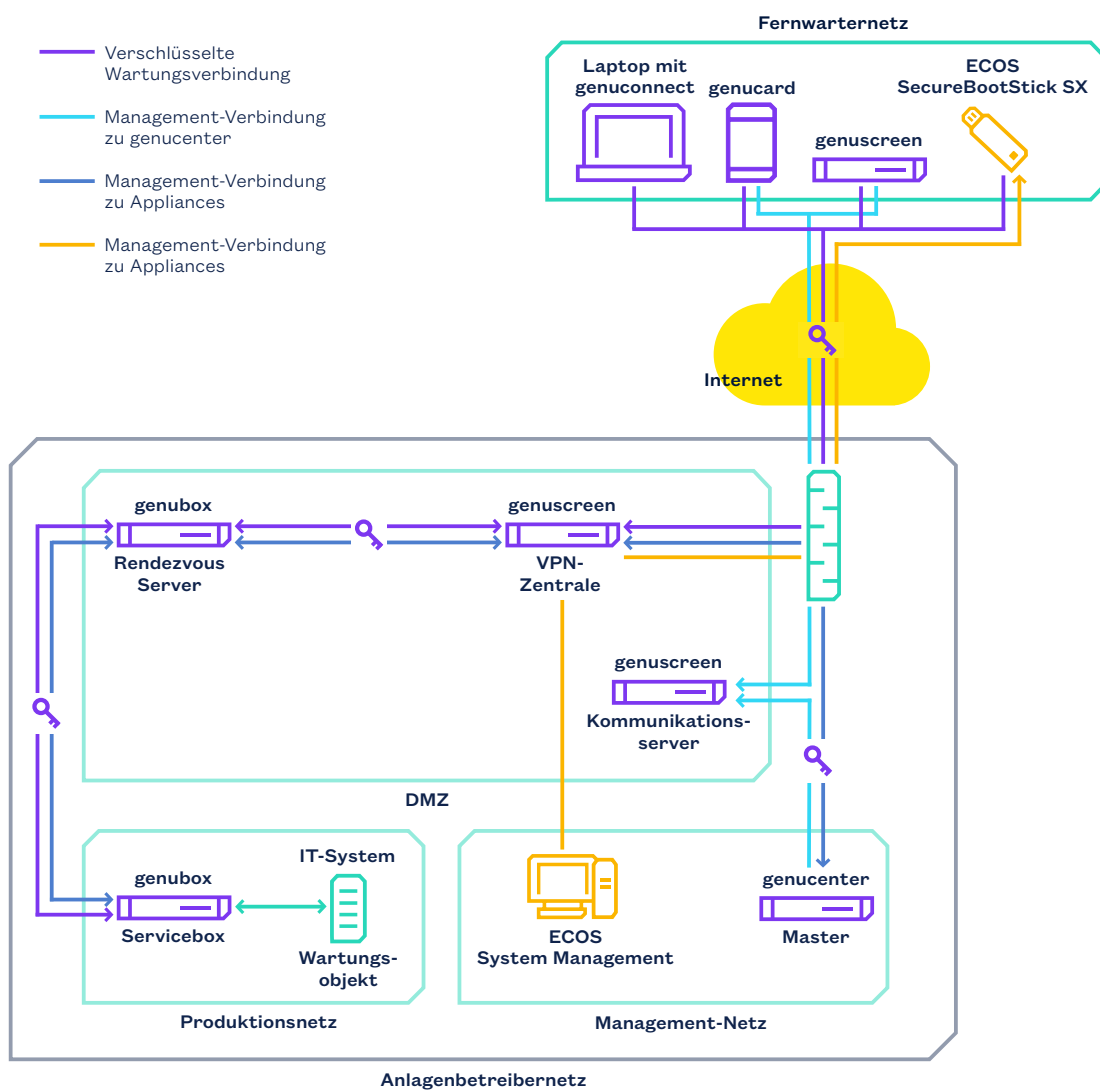 Verschlüsselte
Wartungsverbindung
Management-Verbindung
zu genucenter
Management-Verbindung
zu Appliances
Management-Verbindung
zu Appliances
Fernwarternetz
Laptop mit
genuconnect
genucard
genuscreen
ECOS
SecureBootStick SX
Internet
genubox
Rendezvous
Server
genuscreen
VPN-
Zentrale
genuscreen
Kommunikations-
server
DMZ
genubox
Servicebox
IT-System
Wartungs-
objekt
Produktionsnetz
ECOS
System Management
genucenter
Master
Management-Netz
Anlagenbetreibernetz